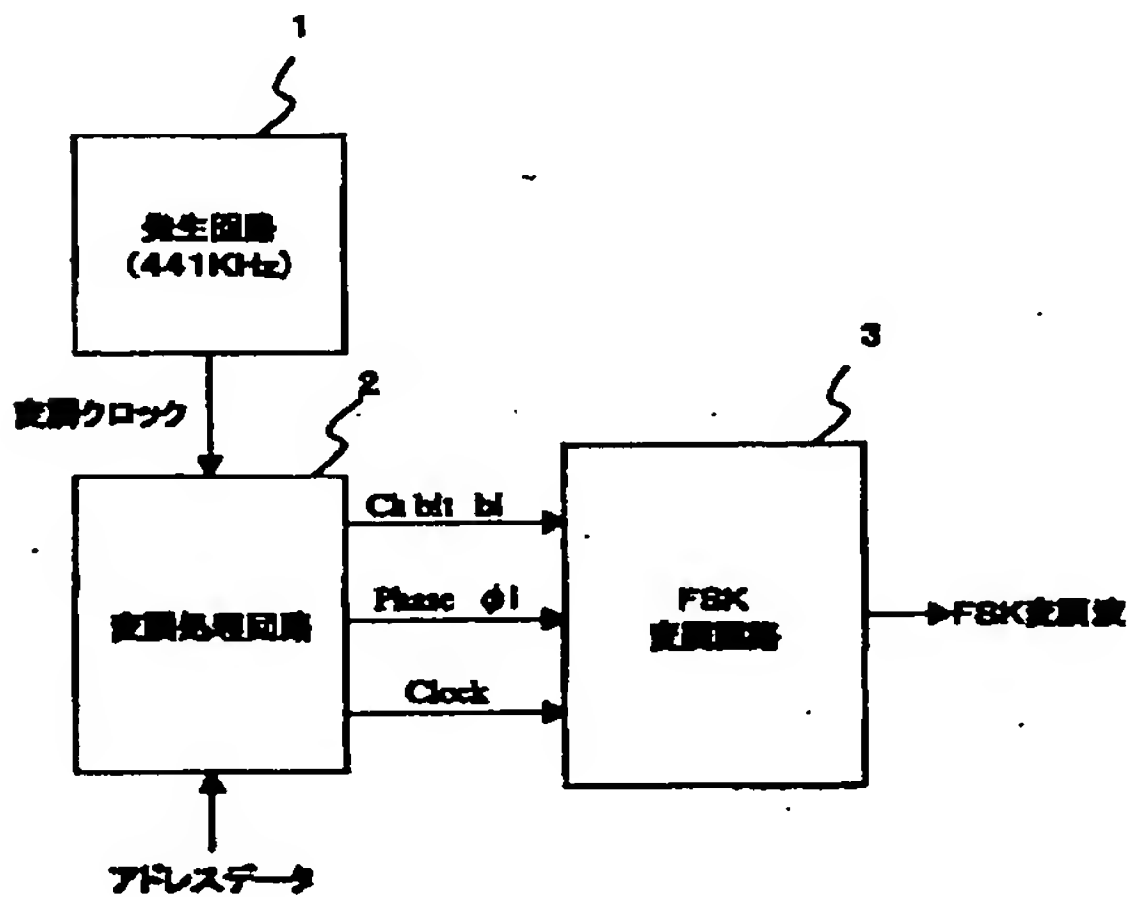 1
発生回路
(441KHz)
変調クロック
2
変調処理回路
Ch bit bi
Phase φi
Clock
アドレスデータ
3
FSK
変調回路
FSK変調波